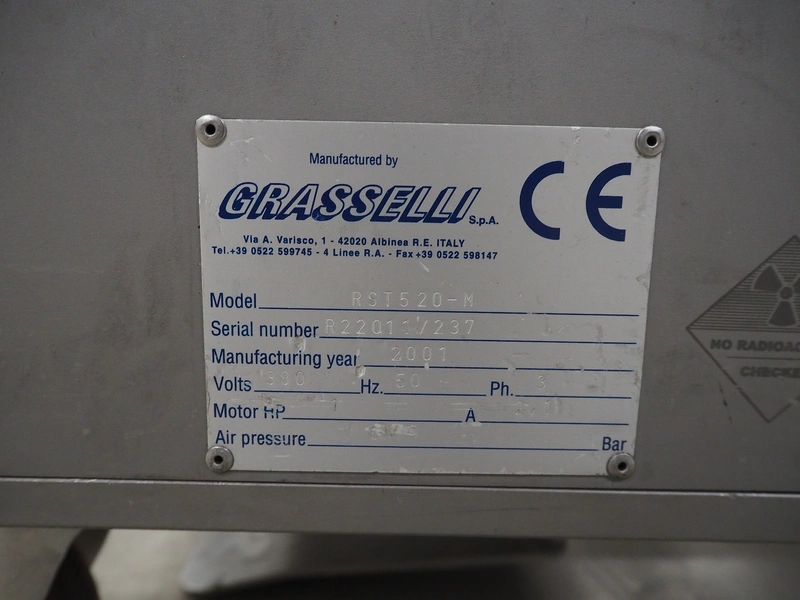 Manufactured by
GRASSELLI S.p.A.
CE
Via A. Varisco, 1 - 42020 Albinea R.E. ITALY
Tel.+39 0522 599745 - 4 Linee R.A. - Fax +39 0522 598147
Model RST520-M
Serial number
Manufacturing year 2001
Volts Hz. 50 Ph. 3
Motor HP A
Air pressure Bar
NO RADIOAC
CHECKE